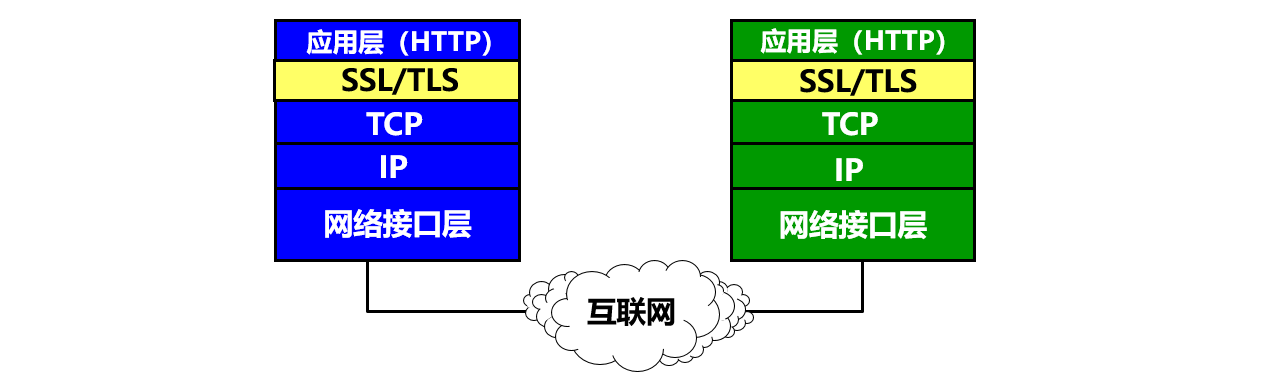 应用层（HTTP）
SSL/TLS
TCP
IP
网络接口层
应用层（HTTP）
SSL/TLS
TCP
IP
网络接口层
互联网